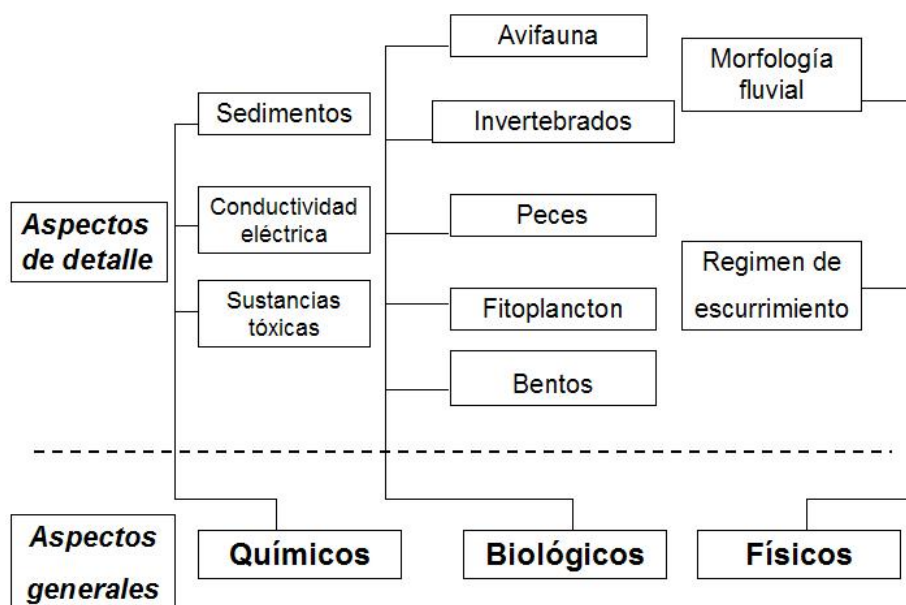 Avifauna
Morfología
fluvial
Sedimentos
Invertebrados
Aspectos
de detalle
Conductividad
eléctrica
Peces
Regimen de
escurrimiento
Sustancias
tóxicas
Fitoplancton
Bentos
Aspectos
generales
Químicos
Biológicos
Físicos